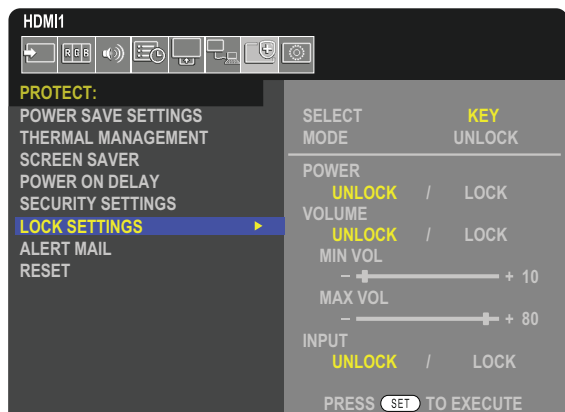 HDMI1
R G B
PROTECT:
POWER SAVE SETTINGS
THERMAL MANAGEMENT
SCREEN SAVER
POWER ON DELAY
SECURITY SETTINGS
LOCK SETTINGS
ALERT MAIL
RESET
SELECT KEY
MODE UNLOCK
POWER
UNLOCK / LOCK
VOLUME
UNLOCK / LOCK
MIN VOL
– + 10
MAX VOL
– + 80
INPUT
UNLOCK / LOCK
PRESS SET TO EXECUTE